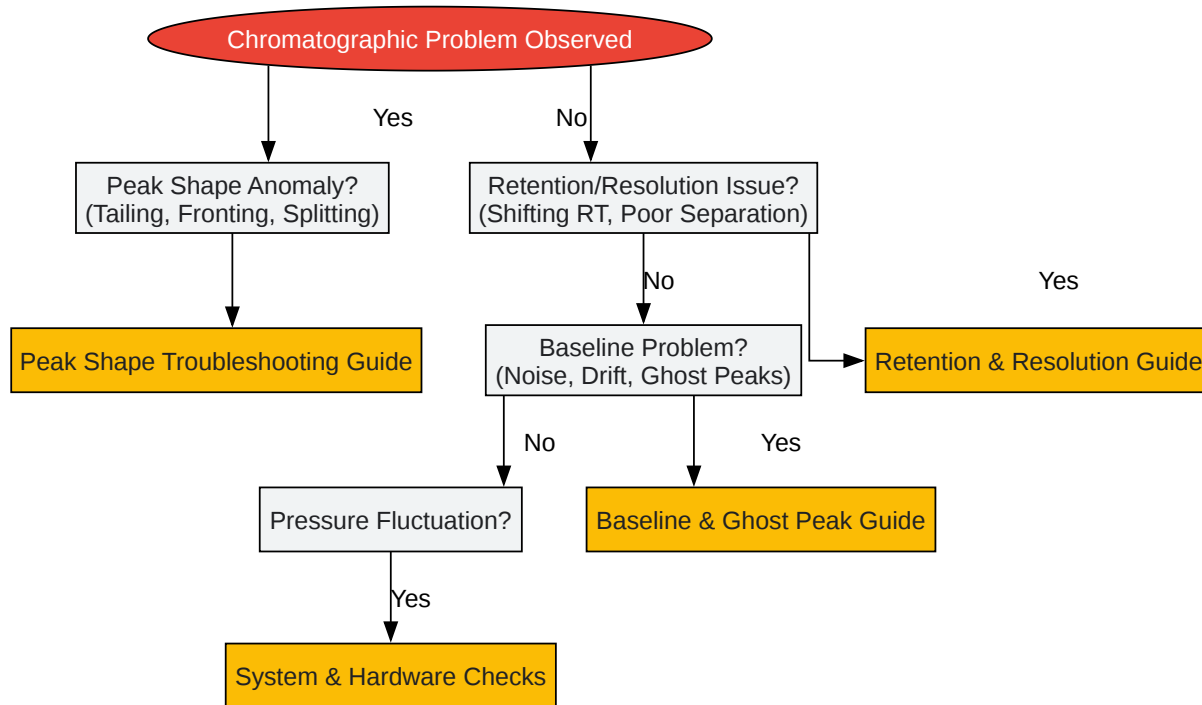 Chromatographic Problem Observed
Yes
No
Peak Shape Anomaly?
(Tailing, Fronting, Splitting)
Retention/Resolution Issue?
(Shifting RT, Poor Separation)
No
Yes
Peak Shape Troubleshooting Guide
Baseline Problem?
(Noise, Drift, Ghost Peaks)
Retention & Resolution Guide
No
Yes
Pressure Fluctuation?
Baseline & Ghost Peak Guide
Yes
System & Hardware Checks